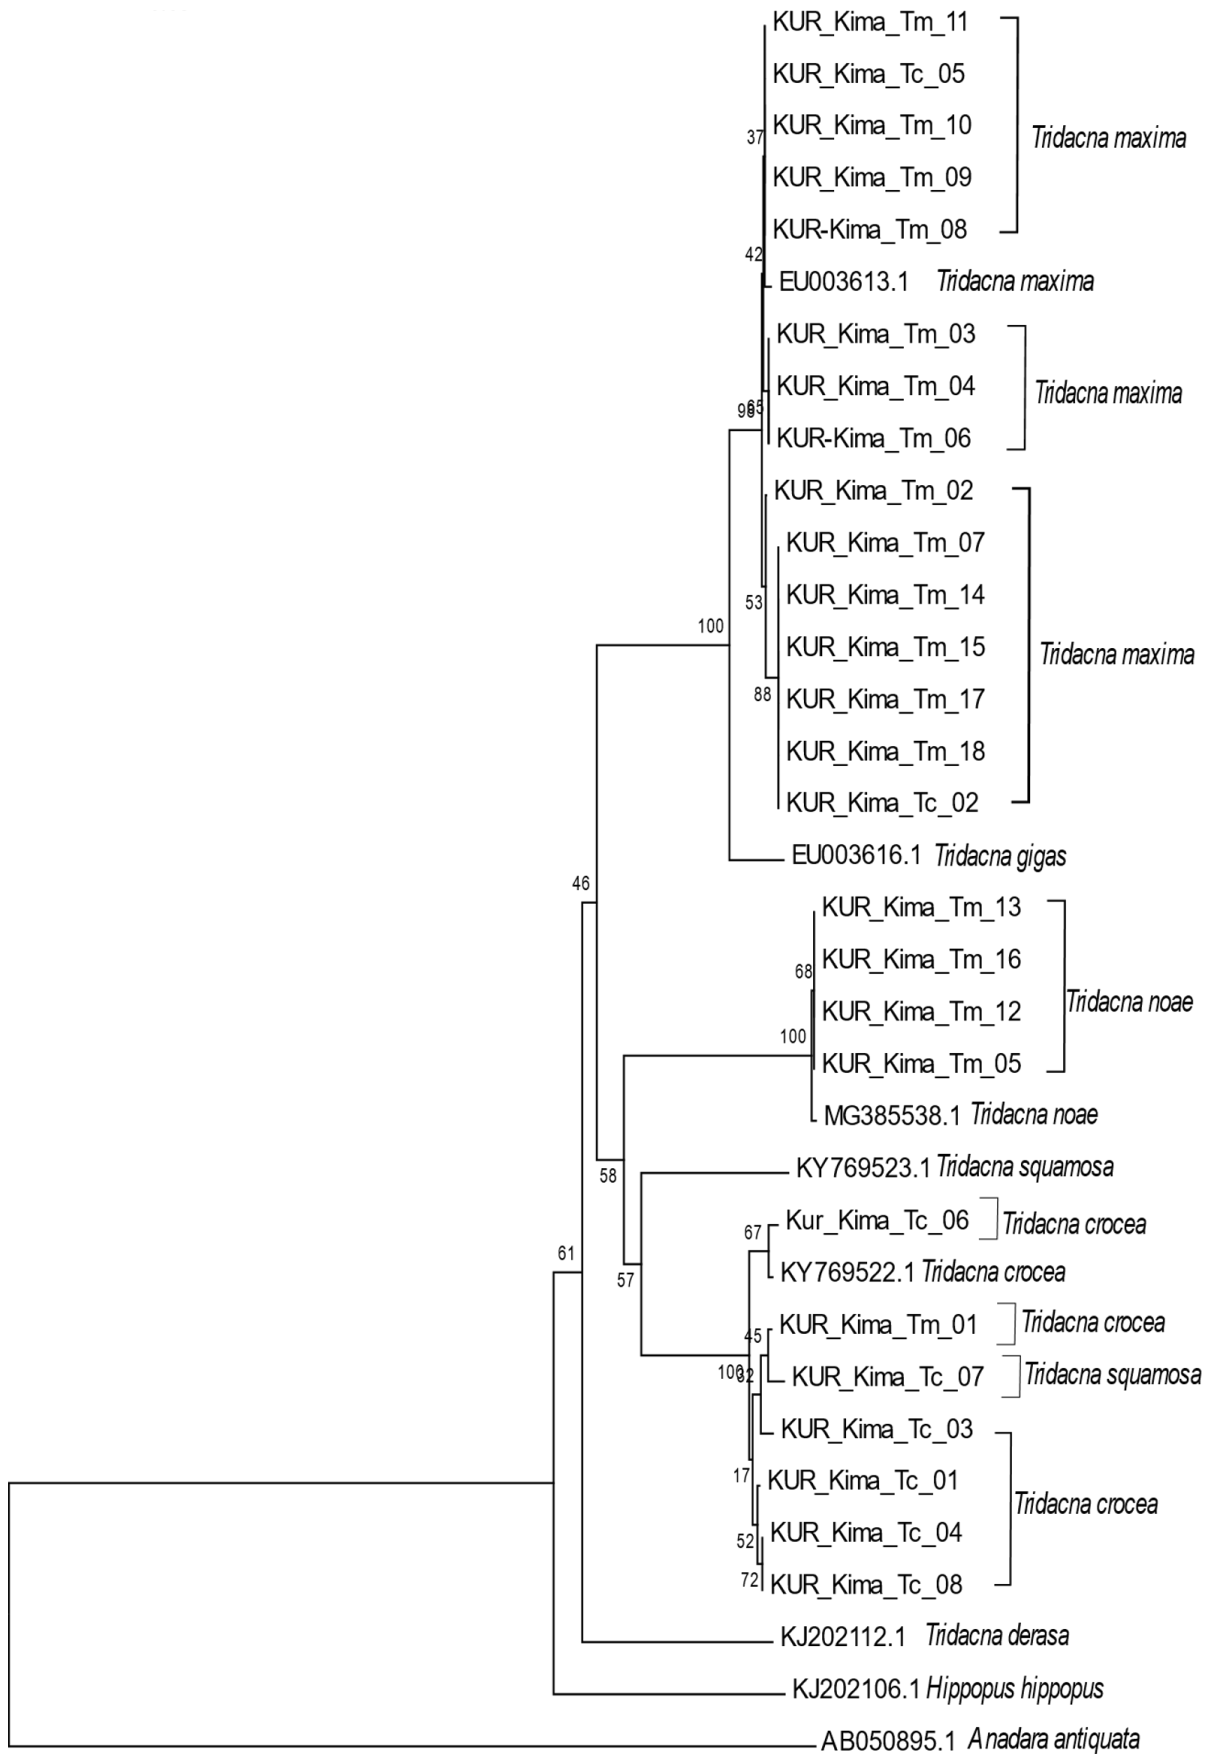 KUR_Kima_Tm_11
KUR_Kima_Tc_05
37
KUR_Kima_Tm_10
Tridacna maxima
KUR_Kima_Tm_09
KUR-Kima_Tm_08
42
EU003613.1 Tridacna maxima
KUR_Kima_Tm_03
KUR_Kima_Tm_04
Tridacna maxima
65
KUR-Kima_Tm_06
KUR_Kima_Tm_02
KUR_Kima_Tm_07
KUR_Kima_Tm_14
53
100
KUR_Kima_Tm_15
Tridacna maxima
88
KUR_Kima_Tm_17
KUR_Kima_Tm_18
KUR_Kima_Tc_02
EU003616.1 Tridacna gigas
46
KUR_Kima_Tm_13
68
KUR_Kima_Tm_16
Tridacna noae
KUR_Kima_Tm_12
100
KUR_Kima_Tm_05
MG385538.1 Tridacna noae
58
KY769523.1 Tridacna squamosa
67
Kur_Kima_Tc_06
Tridacna crocea
61
57
KY769522.1 Tridacna crocea
45
KUR_Kima_Tm_01
Tridacna crocea
100
32
KUR_Kima_Tc_07
Tridacna squamosa
KUR_Kima_Tc_03
17
KUR_Kima_Tc_01
Tridacna crocea
52
KUR_Kima_Tc_04
72
KUR_Kima_Tc_08
KJ202112.1 Tridacna derasa
KJ202106.1 Hippopus hippopus
AB050895.1 Anadara antiquata